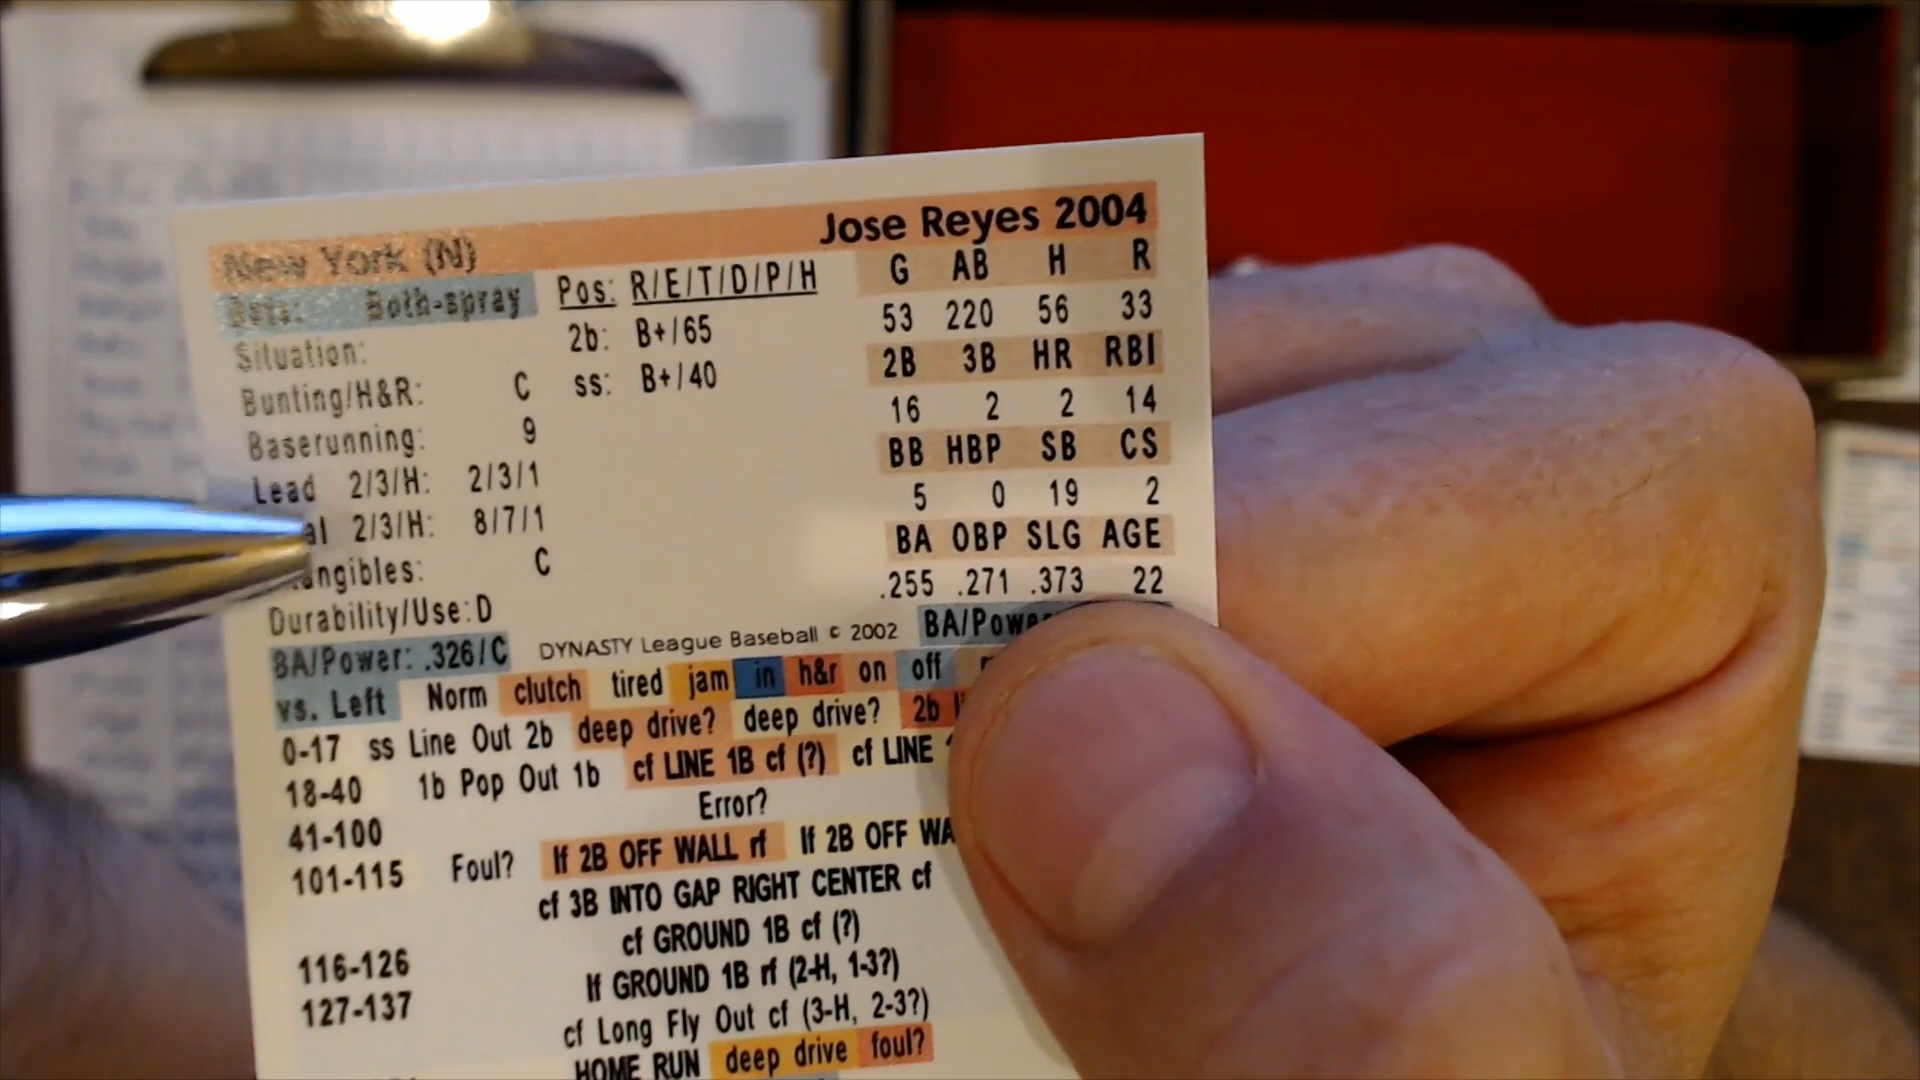 New York (N) Jose Reyes 2004
Bats: Both-spray Pos: R/E/T/D/P/H G AB H R
Situation: 2b: B+/65 53 220 56 33
Bunting/H&R: C ss: B+/40 2B 3B HR RBI
Baserunning: 9 16 2 2 14
Lead 2/3/H: 2/3/1 BB HBP SB CS
al 2/3/H: 8/7/1 5 0 19 2
ngibles: C BA OBP SLG AGE
Durability/Use:D .255 .271 .373 22
BA/Power: .326/C DYNASTY League Baseball © 2002 BA/Power
vs. Left Norm clutch tired jam in h&r on off
0-17 ss Line Out 2b deep drive? deep drive? 2b
18-40 1b Pop Out 1b cf LINE 1B cf (?) cf LINE
41-100 Error?
101-115 Foul? lf 2B OFF WALL rf lf 2B OFF WA
cf 3B INTO GAP RIGHT CENTER cf
116-126 cf GROUND 1B cf (?)
127-137 lf GROUND 1B rf (2-H, 1-3?)
cf Long Fly Out cf (3-H, 2-3?)
HOME RUN deep drive foul?